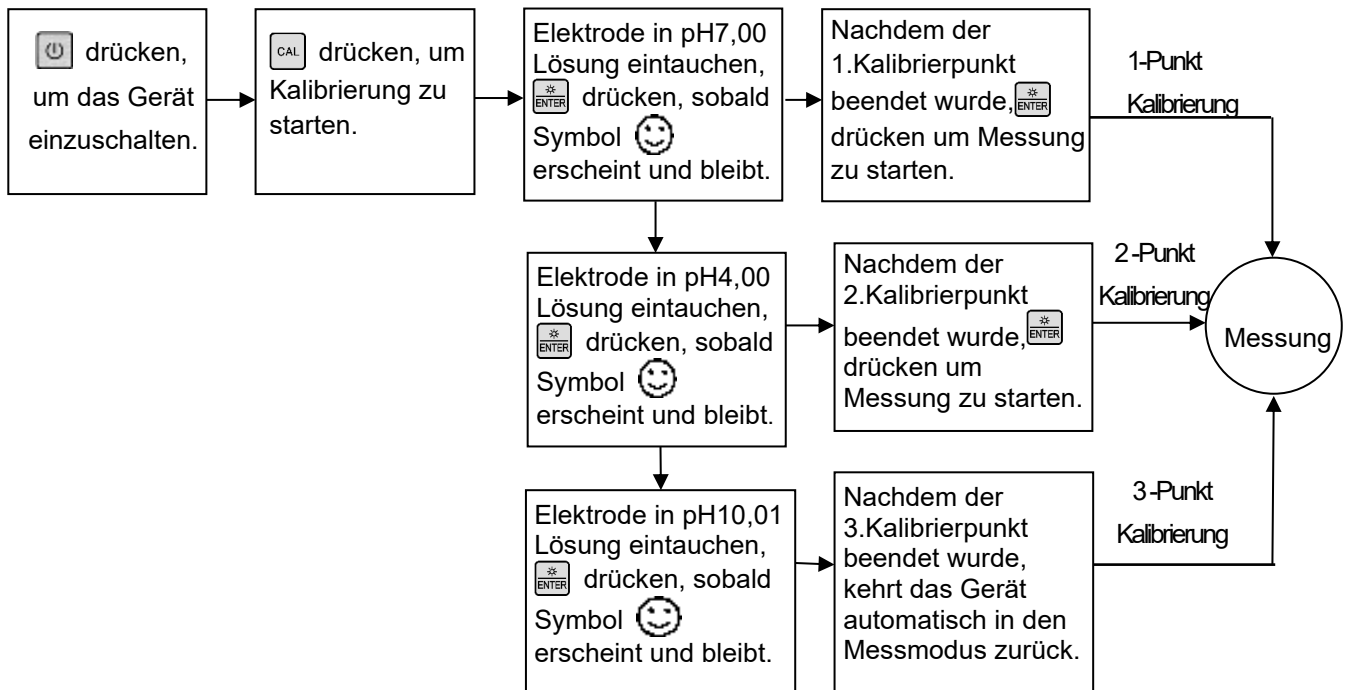 drücken,
um das Gerät
einzuschalten.
CAL drücken, um
Kalibrierung zu
starten.
Elektrode in pH7,00
Lösung eintauchen,
ENTER drücken, sobald
Symbol
erscheint und bleibt.
Nachdem der
1.Kalibrierpunkt
beendet wurde, ENTER
drücken um Messung
zu starten.
1-Punkt
Kalibrierung
Elektrode in pH4,00
Lösung eintauchen,
ENTER drücken, sobald
Symbol
erscheint und bleibt.
Nachdem der
2.Kalibrierpunkt
beendet wurde, ENTER
drücken um
Messung zu starten.
2-Punkt
Kalibrierung
Messung
Elektrode in pH10,01
Lösung eintauchen,
ENTER drücken, sobald
Symbol
erscheint und bleibt.
Nachdem der
3.Kalibrierpunkt
beendet wurde,
kehrt das Gerät
automatisch in den
Messmodus zurück.
3-Punkt
Kalibrierung